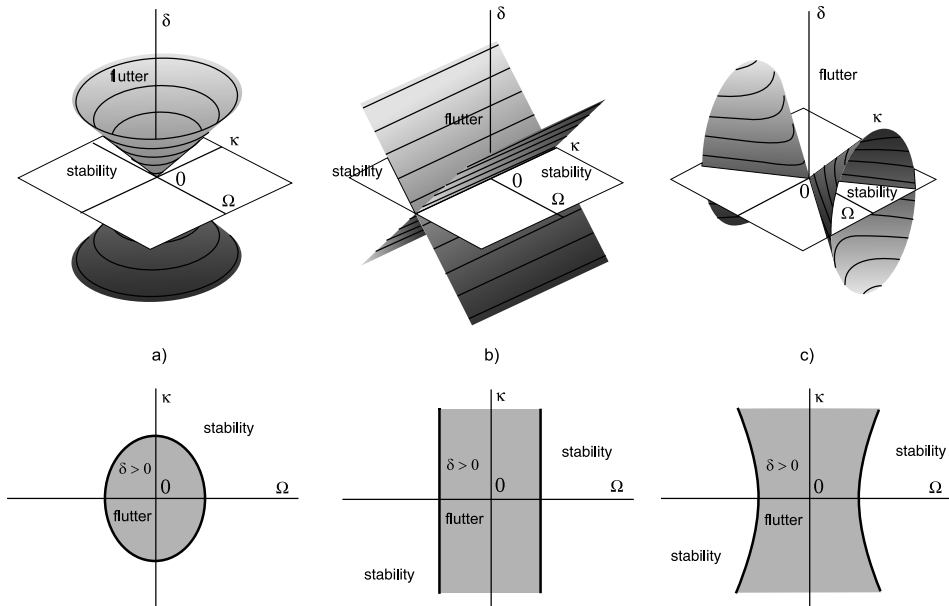 δ
flutter
κ
stability
0
Ω
δ
flutter
κ
stability
stability
0
Ω
δ
flutter
κ
stability
0
Ω
a)
b)
c)
κ
stability
δ > 0
0
Ω
flutter
κ
stability
δ > 0
0
Ω
flutter
stability
κ
stability
δ > 0
0
Ω
flutter
stability